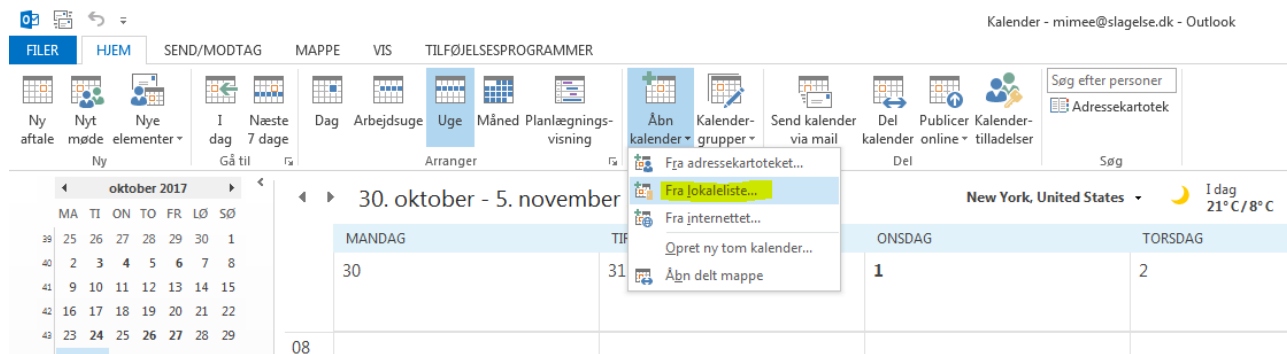 Kalender - mimee@slagelse.dk - Outlook
FILER HJEM SEND/MODTAG MAPPE VIS TILFØJELSESPROGRAMMER
Ny aftale
Nyt møde
Nye elementer
Ny
I dag
Næste 7 dage
Gå til
Dag
Arbejdsuge
Uge
Måned
Planlægnings-
visning
Arranger
Åbn kalender
Kalender-
grupper
Send kalender via mail
Del kalender
Publicer online
Kalender-
tilladelser
Del
Søg efter personer
Adressekartotek
Søg
Fra adressekartoteket...
Fra lokaleliste...
Fra internettet...
Opret ny tom kalender...
Åbn delt mappe
oktober 2017
MA TI ON TO FR LØ SØ
39 25 26 27 28 29 30 1
40 2 3 4 5 6 7 8
41 9 10 11 12 13 14 15
42 16 17 18 19 20 21 22
43 23 24 25 26 27 28 29
30. oktober - 5. november
New York, United States
I dag
21° C / 8° C
MANDAG TIR ONSDAG TORSDAG
30 31 1 2
08